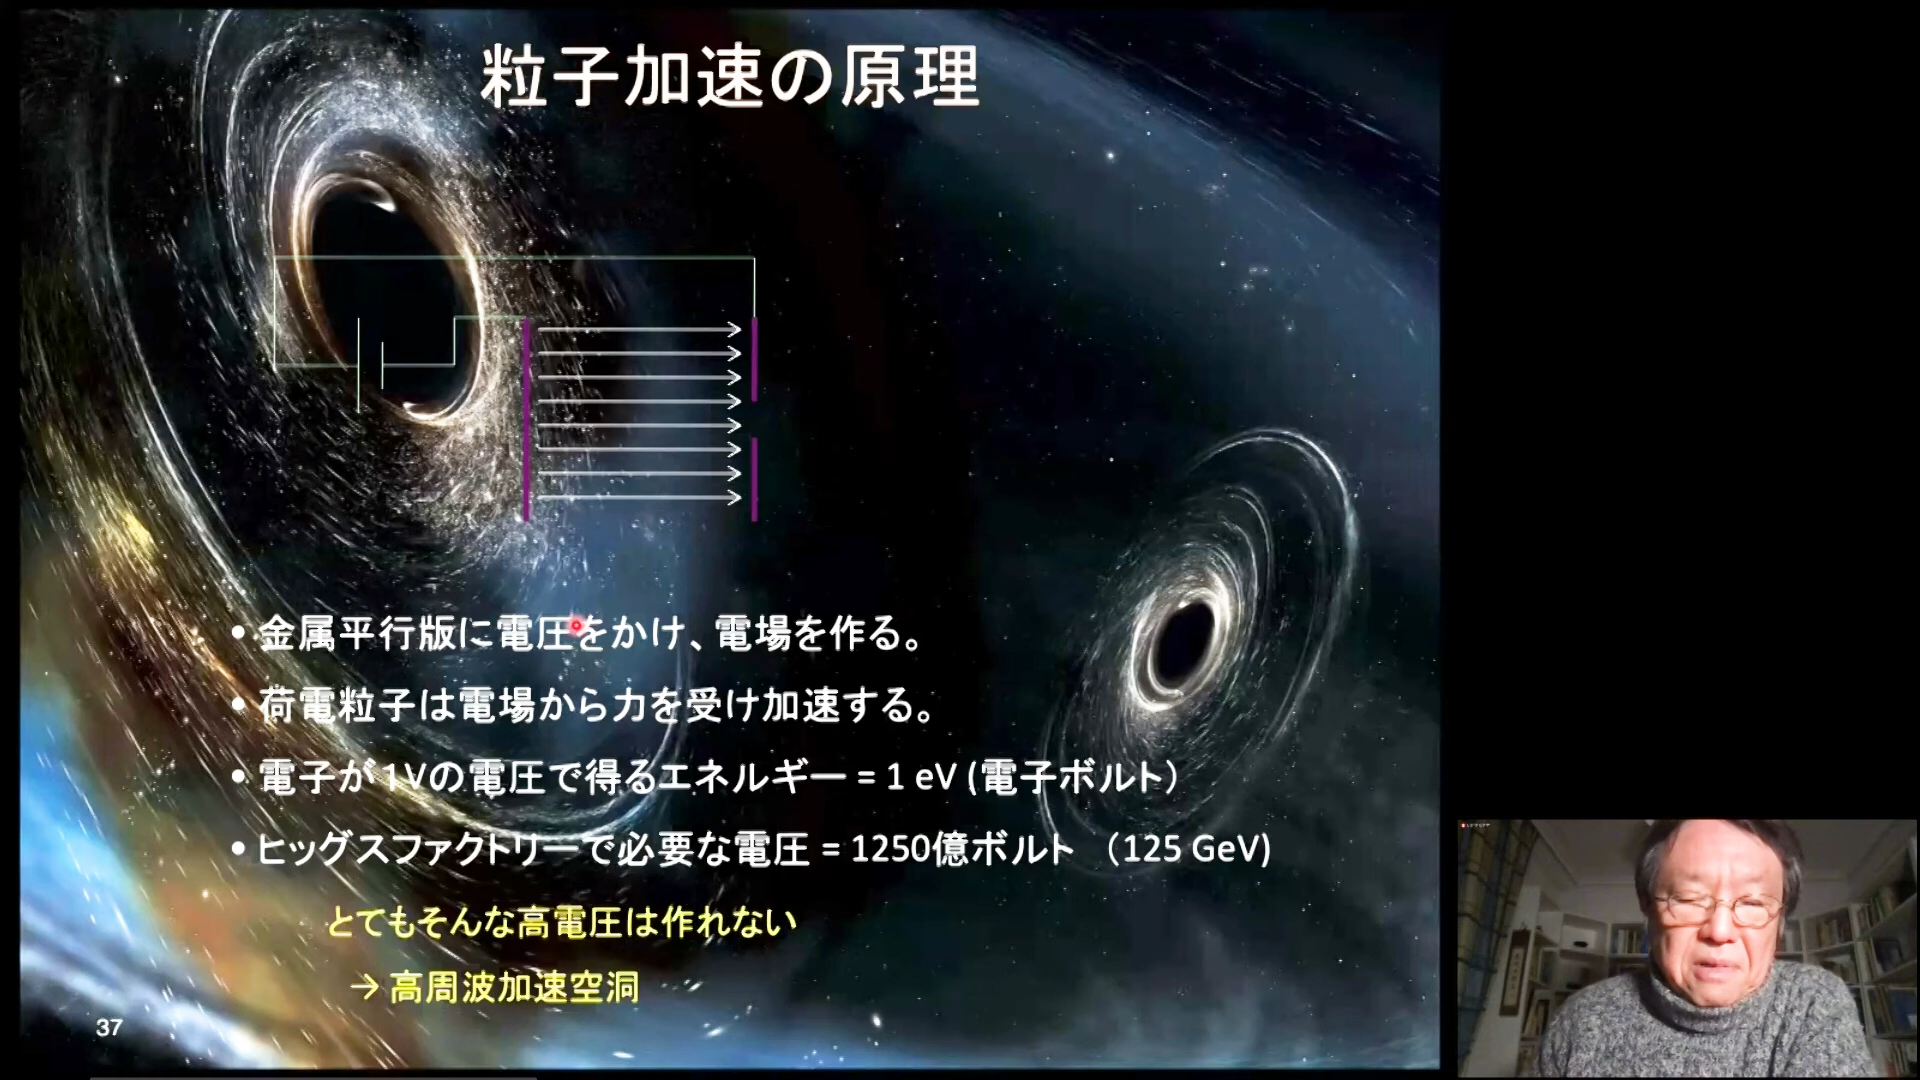 粒子加速の原理
• 金属平行版に電圧をかけ、電場を作る。
• 荷電粒子は電場から力を受け加速する。
• 電子が1Vの電圧で得るエネルギー = 1 eV (電子ボルト）
• ヒッグスファクトリーで必要な電圧 = 1250億ボルト （125 GeV)
とてもそんな高電圧は作れない
→ 高周波加速空洞
37